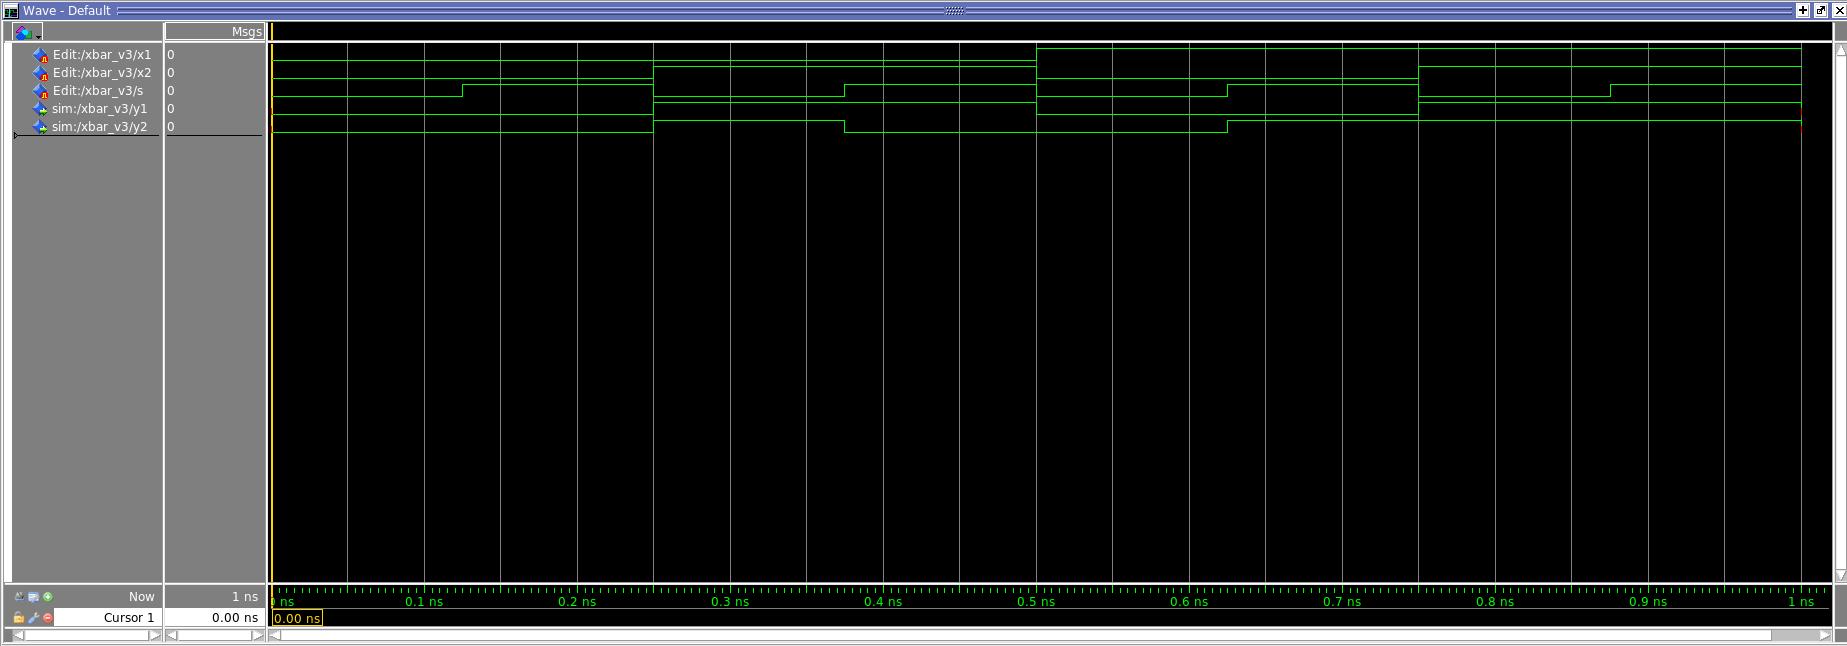 Wave - Default
Msgs
Edit:/xbar_v3/x1 0
Edit:/xbar_v3/x2 0
Edit:/xbar_v3/s 0
sim:/xbar_v3/y1 0
sim:/xbar_v3/y2 0
Now 1 ns
ns 0.1 ns 0.2 ns 0.3 ns 0.4 ns 0.5 ns 0.6 ns 0.7 ns 0.8 ns 0.9 ns 1 ns
Cursor 1 0.00 ns 0.00 ns